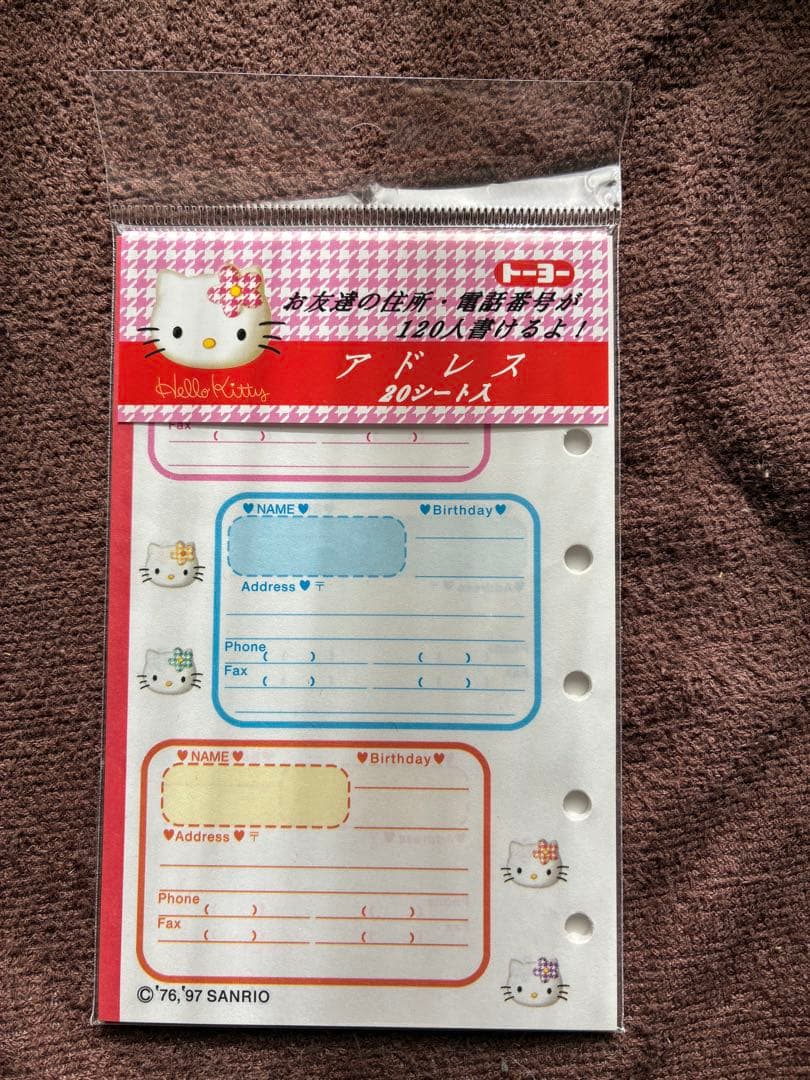 トーヨー
お友達の住所・電話番号が
120人書けるよ!
Hello Kitty
アドレス
20シート入
Fax ( ) ( )
♥NAME♥ ♥Birthday♥
Address♥〒
Phone ( ) ( )
Fax ( ) ( )
♥NAME♥ ♥Birthday♥
♥Address♥〒
Phone ( ) ( )
Fax ( ) ( )
©'76,'97 SANRIO